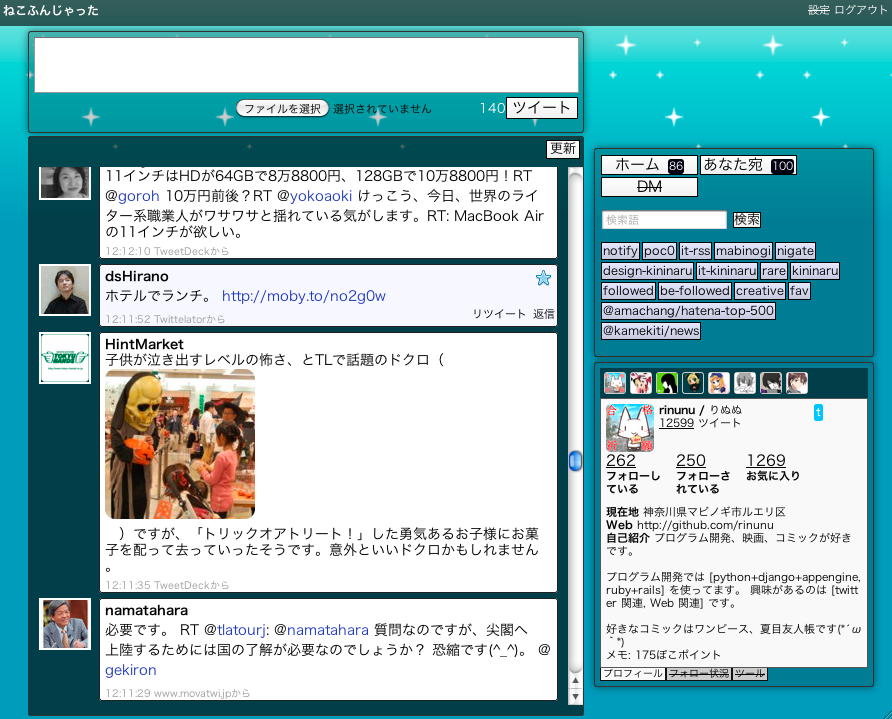 ねこふんじゃった
設定 ログアウト
ファイルを選択 選択されていません
140 ツイート
更新
11インチはHDが64GBで8万8800円、128GBで10万8800円！RT
@goroh 10万円前後？RT @yokoaoki けっこう、今日、世界のライ
ター系職業人がワサワサと揺れている気がします。RT: MacBook Air
の11インチが欲しい。
12:12:10 TweetDeckから
dsHirano
ホテルでランチ。 http://moby.to/no2g0w
12:11:52 Twittelatorから
リツイート 返信
HintMarket
子供が泣き出すレベルの怖さ、とTLで話題のドクロ（
）ですが、「トリックオアトリート！」した勇気あるお子様にお菓
子を配って去っていったそうです。意外といいドクロかもしれません
。
12:11:35 TweetDeckから
namatahara
必要です。 RT @tlatourj: @namatahara 質問なのですが、尖閣へ
上陸するためには国の了解が必要なのでしょうか？ 恐縮です(^_^)。 @
gekiron
12:11:29 www.movatwi.jpから
ホーム 86 あなた宛 100
DM
検索語 検索
notify poc0 it-rss mabinogi nigate
design-kininaru it-kininaru rare kininaru
followed be-followed creative fav
@amachang/hatena-top-500
@kamekiti/news
rinunu / りぬぬ
12599 ツイート
t
262 250 1269
フォローし フォローさ お気に入り
ている れている
現在地 神奈川県マビノギ市ルエリ区
Web http://github.com/rinunu
自己紹介 プログラム開発、映画、コミックが好き
です。
プログラム開発では [python+django+appengine,
ruby+rails] を使ってます。 興味があるのは [twitt
er 関連, Web 関連] です。
好きなコミックはワンピース、夏目友人帳です(*´ω
｀*)
メモ: 175ぽこポイント
プロフィール フォロー状況 ツール